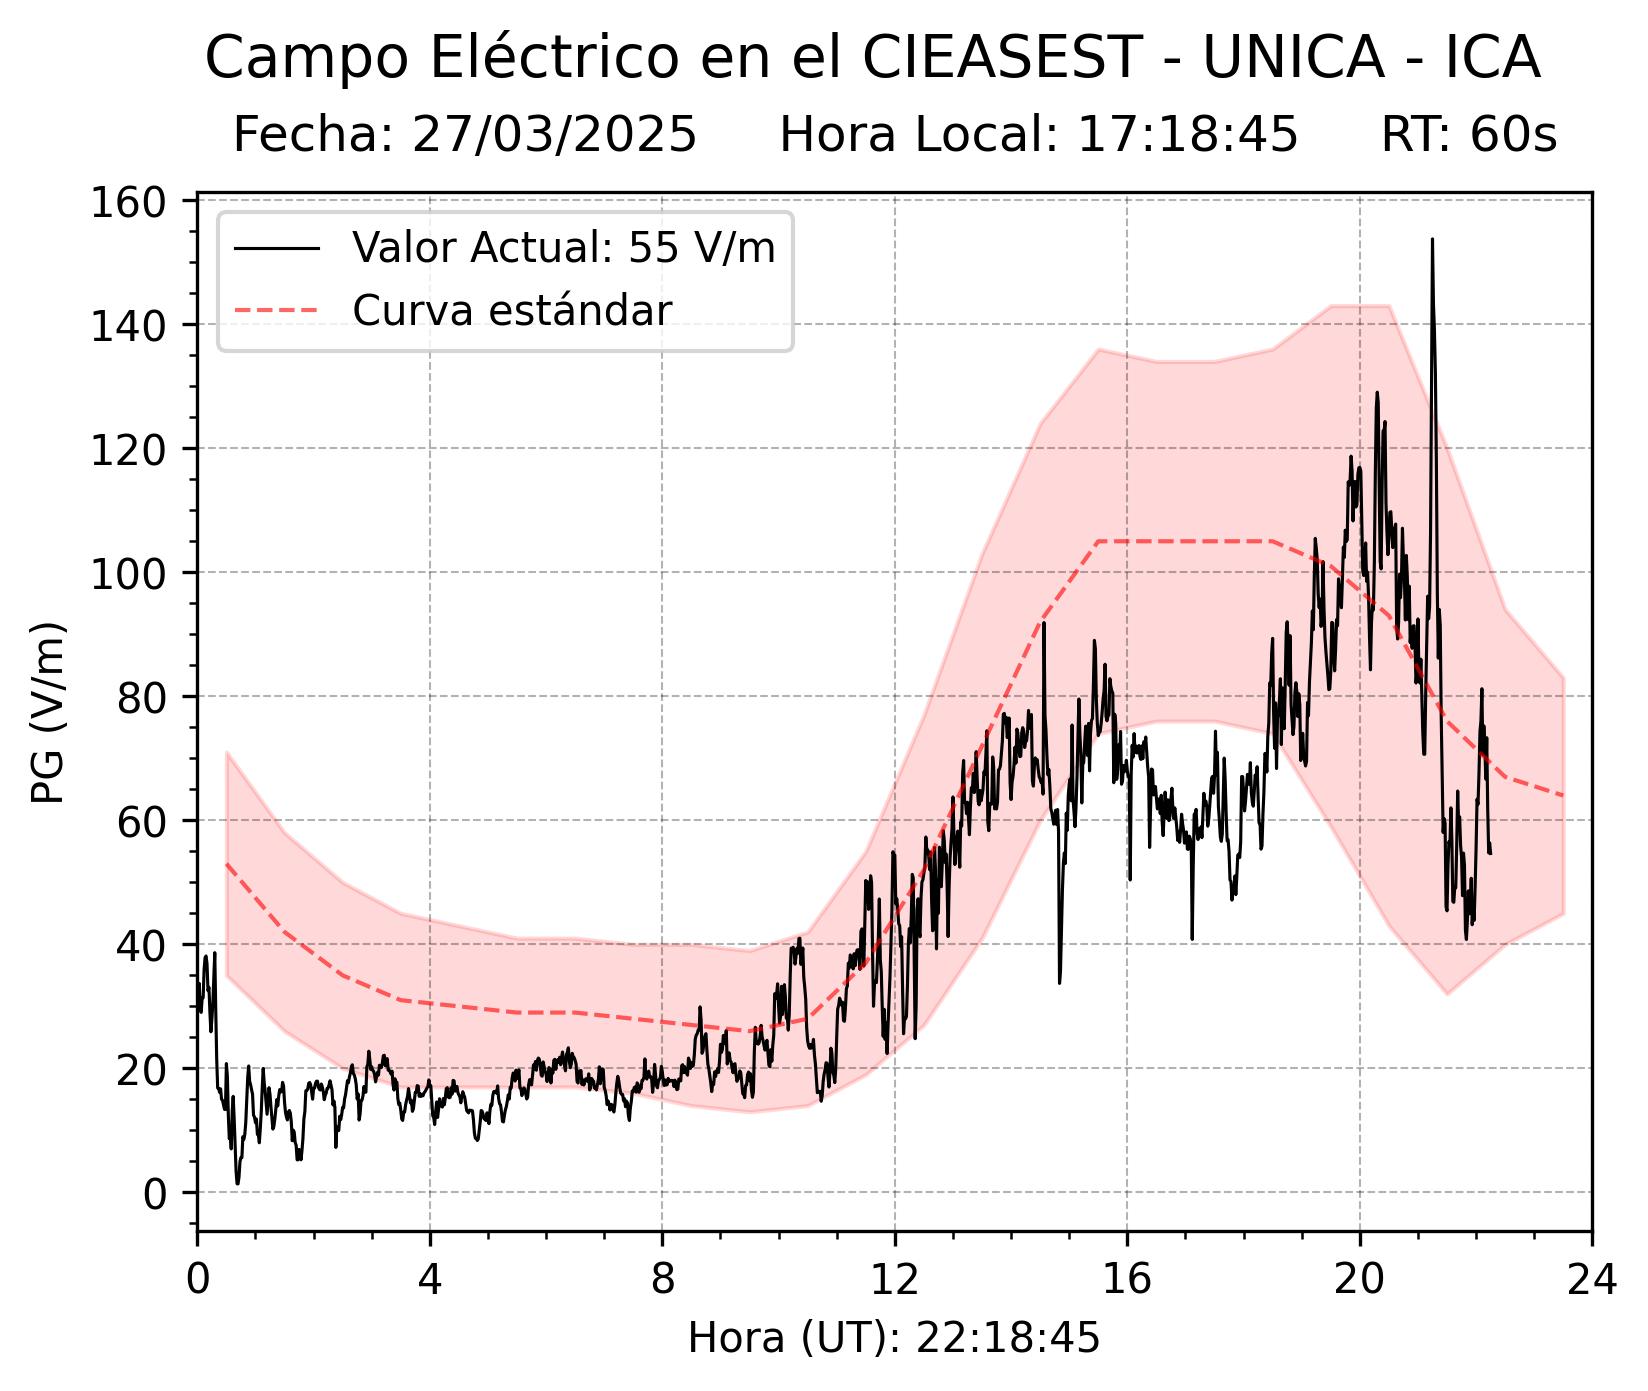 Campo Eléctrico en el CIEASEST - UNICA - ICA
Fecha: 27/03/2025 Hora Local: 17:18:45 RT: 60s
Valor Actual: 55 V/m
Curva estándar
PG (V/m)
160
140
120
100
80
60
40
20
0
0 4 8 12 16 20 24
Hora (UT): 22:18:45